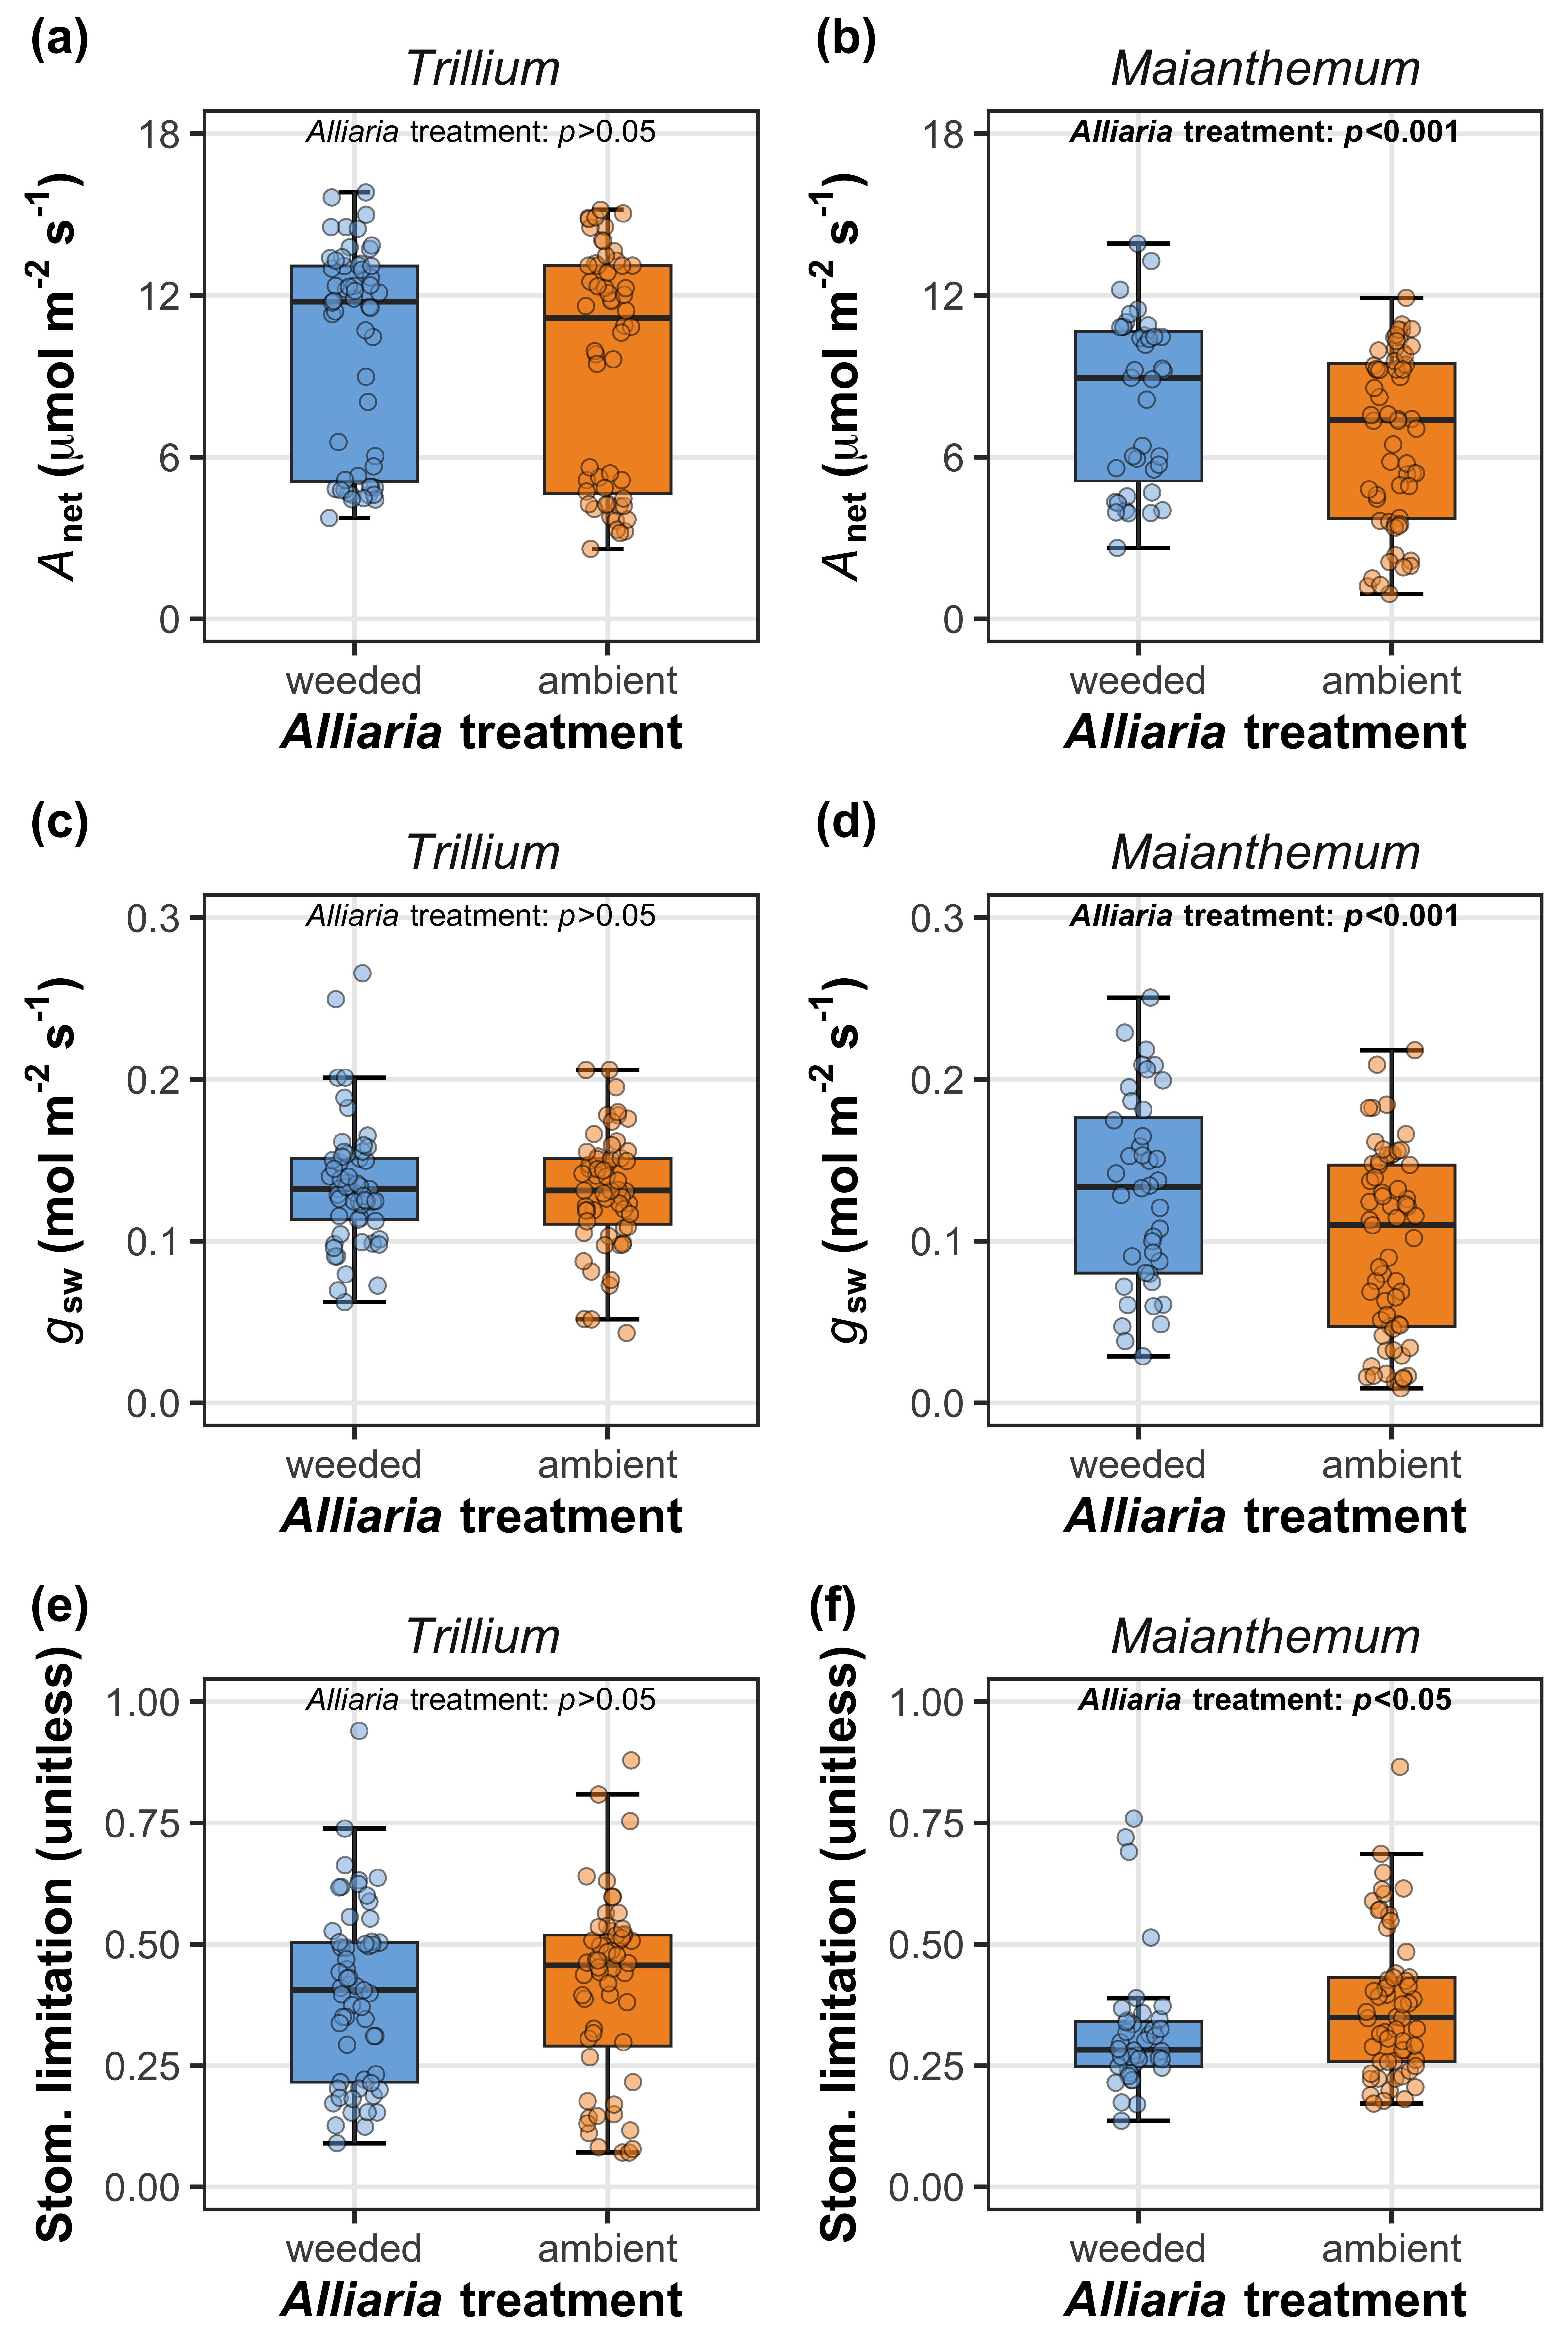 (a)
Trillium
Alliaria treatment: p>0.05
18
12
6
0
A net (μmol m-2 s-1)
weeded ambient
Alliaria treatment
(b)
Maianthemum
Alliaria treatment: p<0.001
18
12
6
0
A net (μmol m-2 s-1)
weeded ambient
Alliaria treatment
(c)
Trillium
Alliaria treatment: p>0.05
0.3
0.2
0.1
0.0
g sw (mol m-2 s-1)
weeded ambient
Alliaria treatment
(d)
Maianthemum
Alliaria treatment: p<0.001
0.3
0.2
0.1
0.0
g sw (mol m-2 s-1)
weeded ambient
Alliaria treatment
(e)
Trillium
Alliaria treatment: p>0.05
1.00
0.75
0.50
0.25
0.00
Stom. limitation (unitless)
weeded ambient
Alliaria treatment
(f)
Maianthemum
Alliaria treatment: p<0.05
1.00
0.75
0.50
0.25
0.00
Stom. limitation (unitless)
weeded ambient
Alliaria treatment